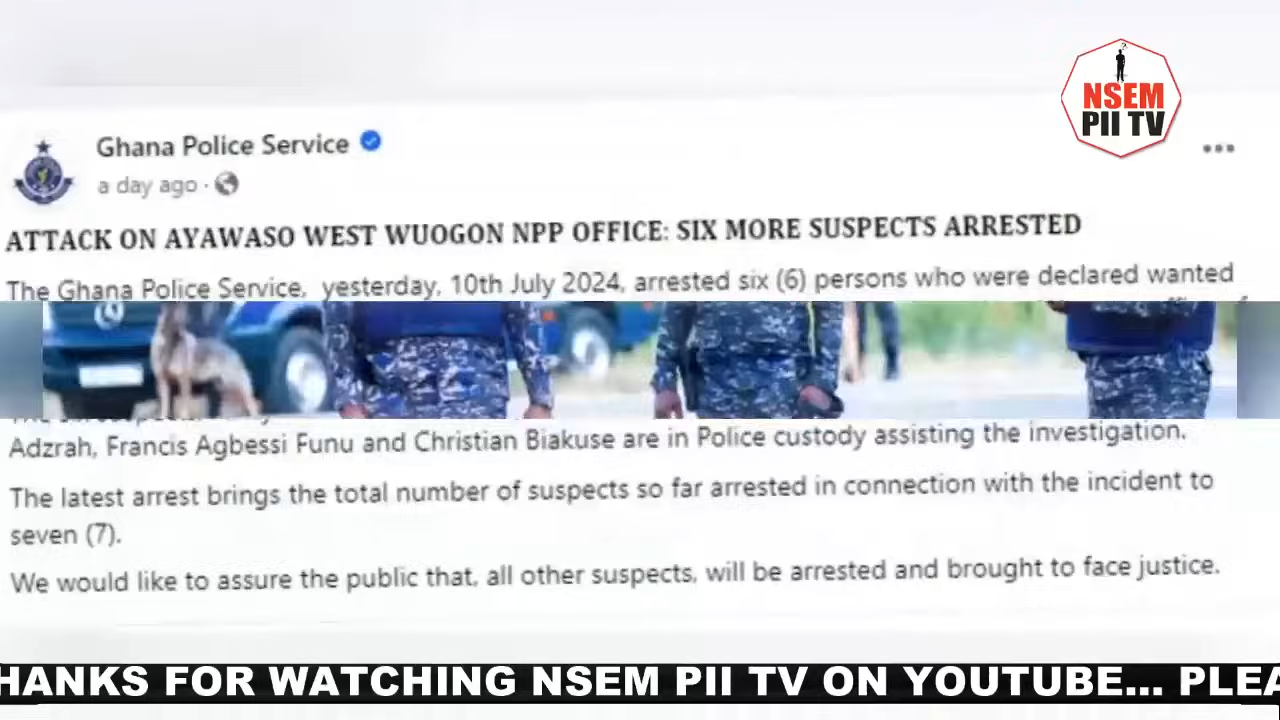 NSEM
PII TV
Ghana Police Service
a day ago ·
ATTACK ON AYAWASO WEST WUOGON NPP OFFICE: SIX MORE SUSPECTS ARRESTED
The Ghana Police Service, yesterday, 10th July 2024, arrested six (6) persons who were declared wanted
Adzrah, Francis Agbessi Funu and Christian Biakuse are in Police custody assisting the investigation.
The latest arrest brings the total number of suspects so far arrested in connection with the incident to
seven (7).
We would like to assure the public that, all other suspects, will be arrested and brought to face justice.
HANKS FOR WATCHING NSEM PII TV ON YOUTUBE... PLEA